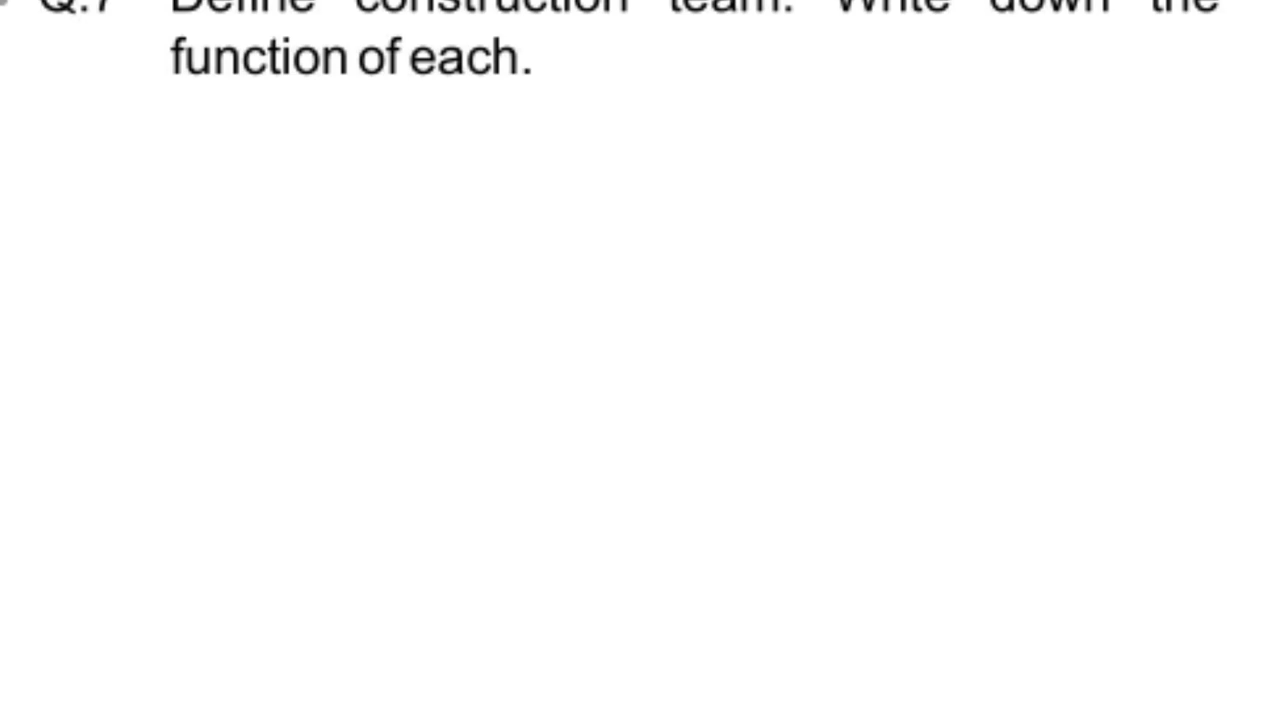 Q.7 Define construction team. Write down the
function of each.